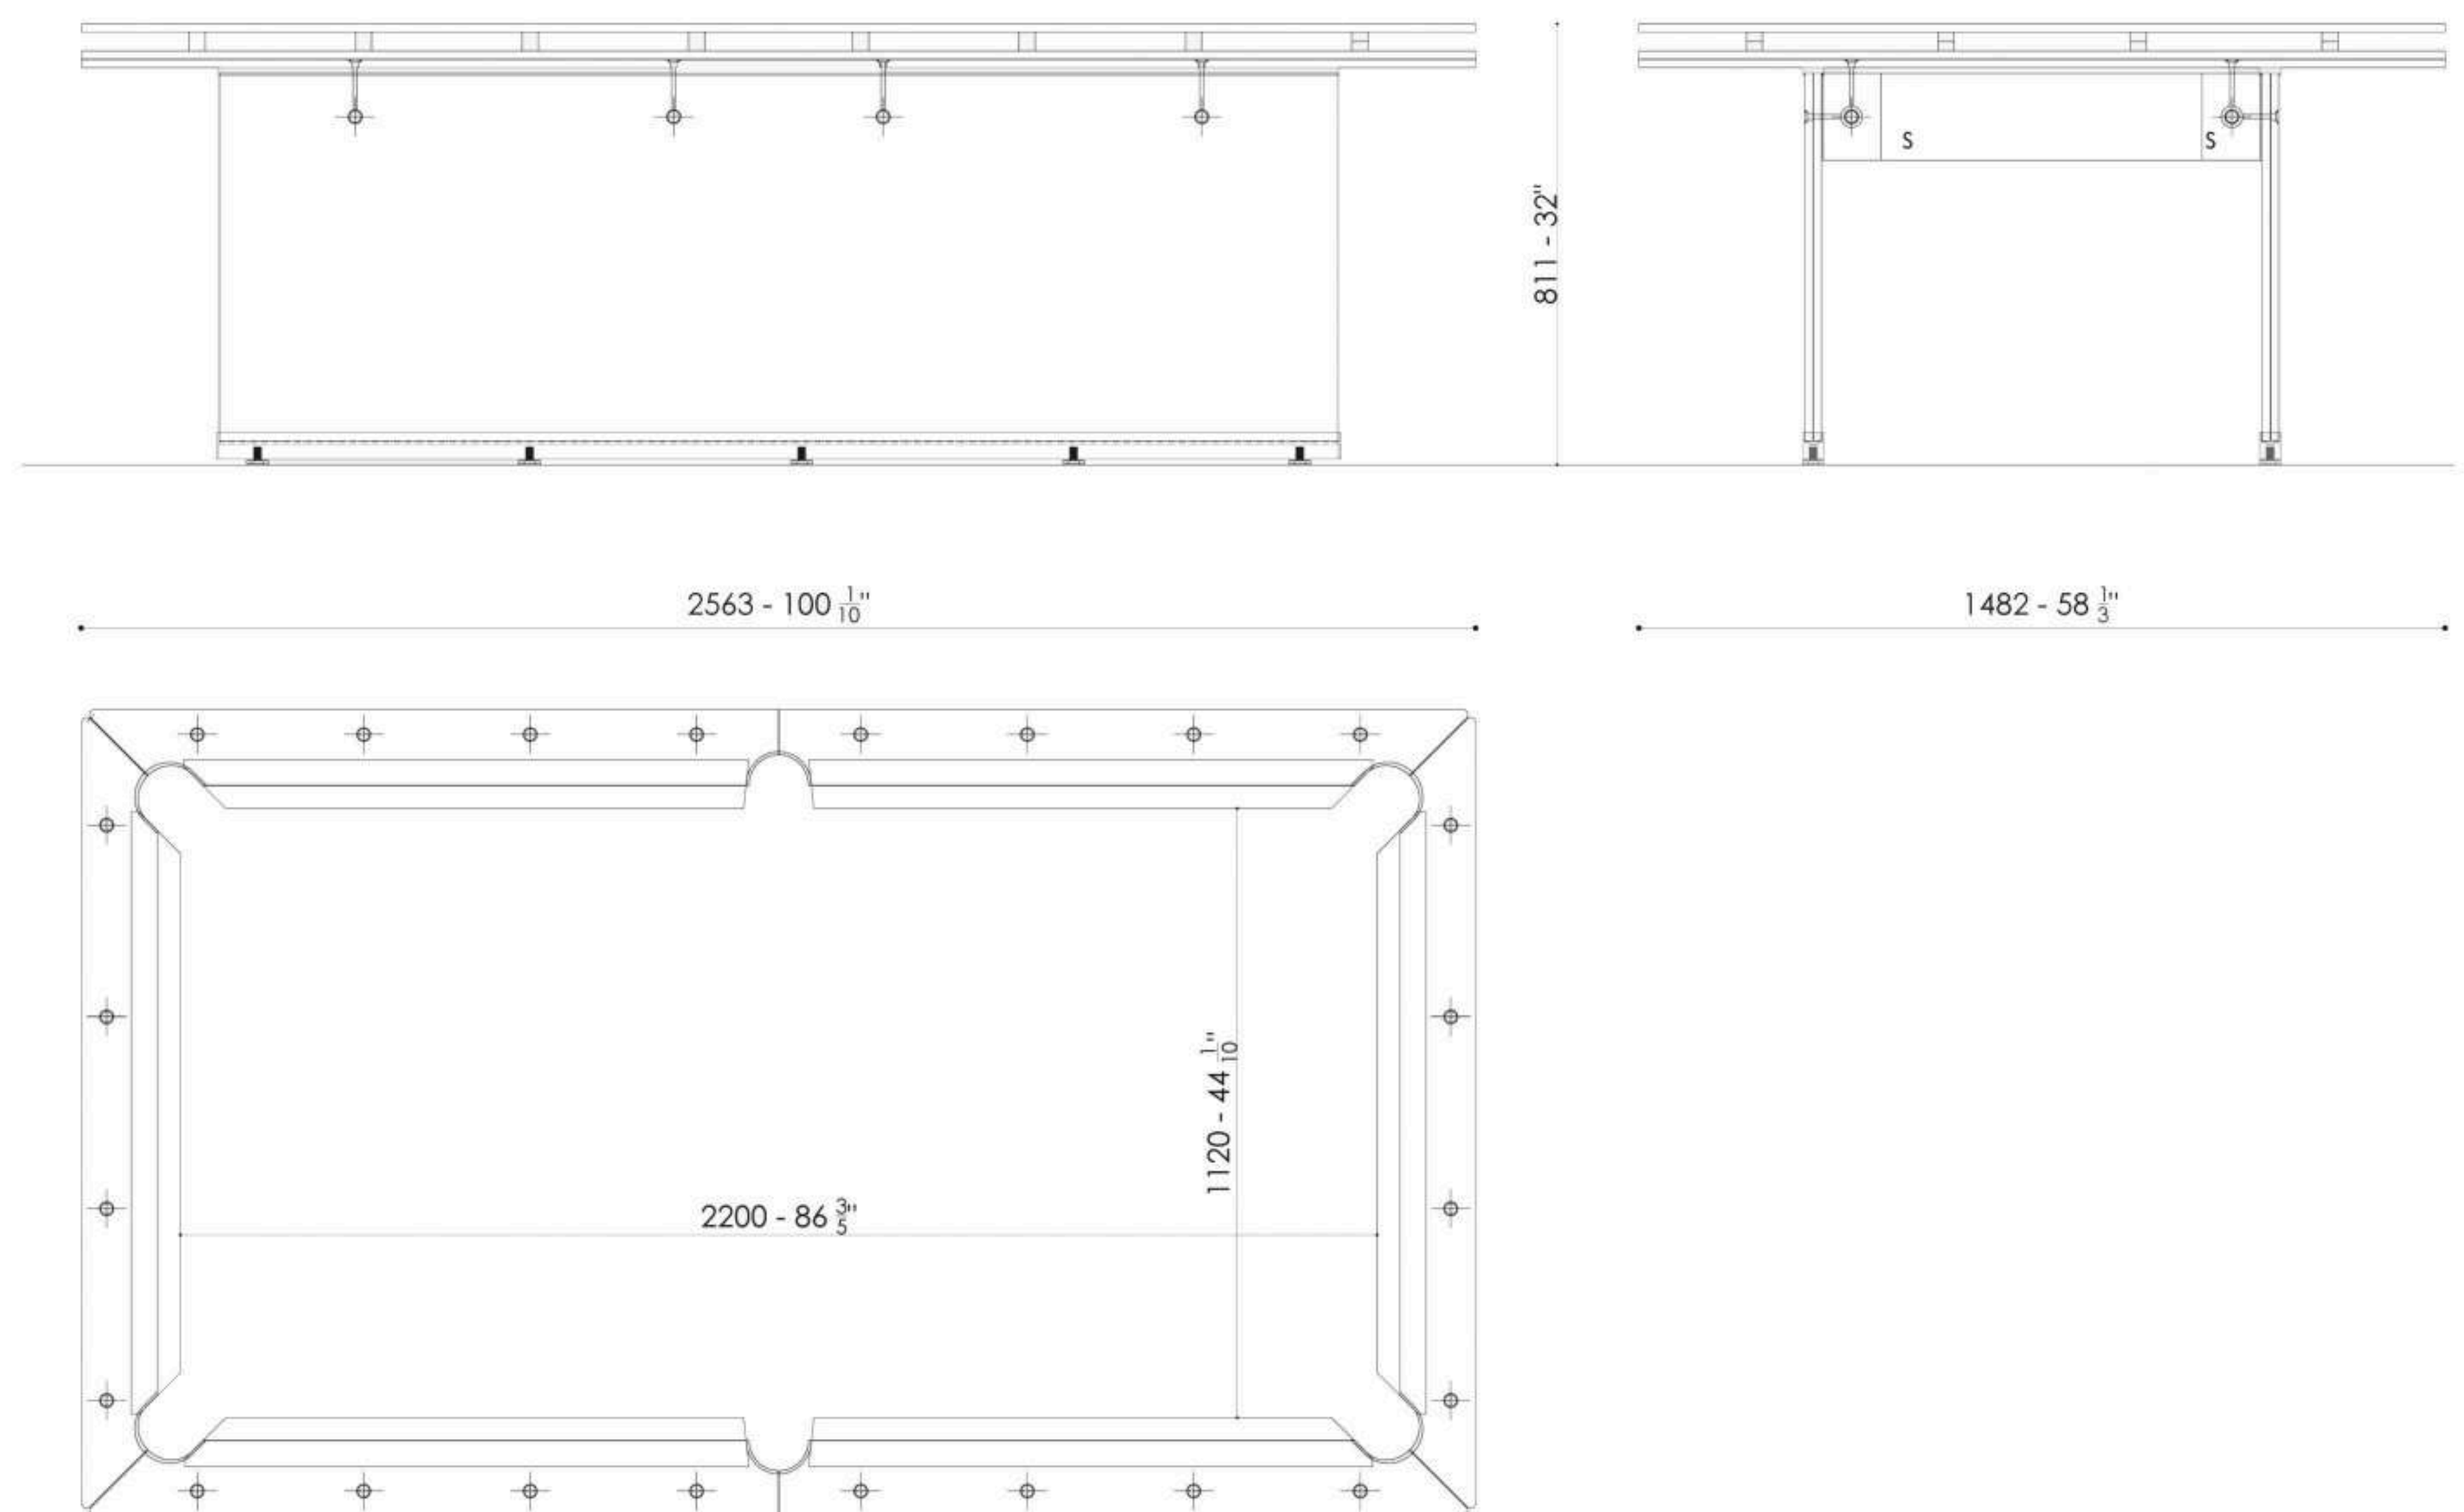 811 - 32"
S
S
2563 - 100 1/10"
1482 - 58 1/3"
1120 - 44 1/10"
2200 - 86 3/5"